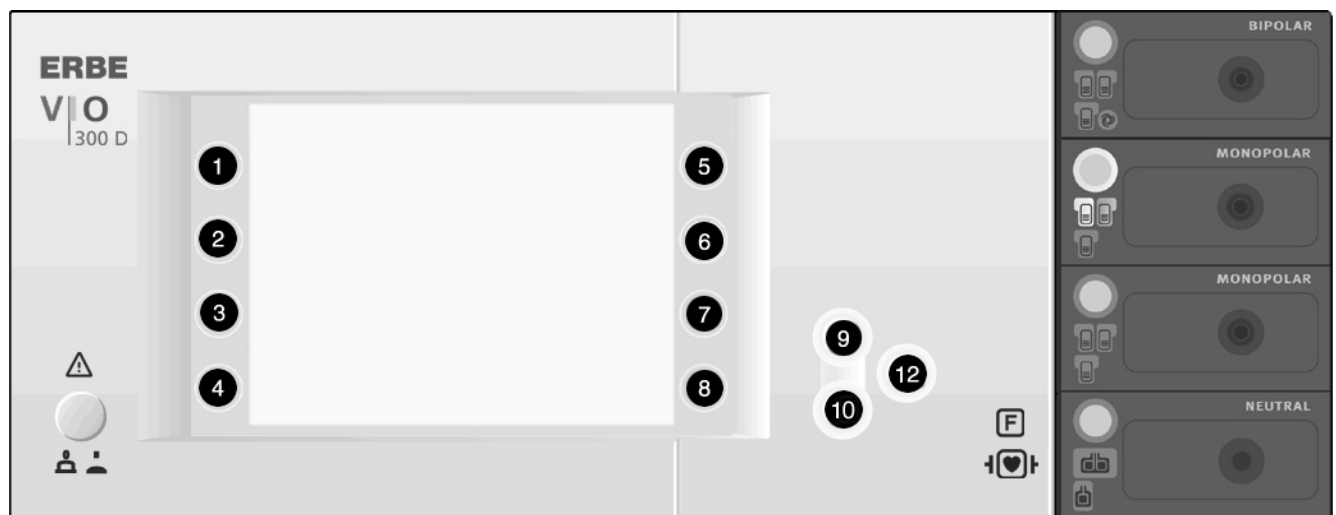 ERBE
VIO
300 D
1
2
3
4
5
6
7
8
9
10
12
F
BIPOLAR
MONOPOLAR
MONOPOLAR
NEUTRAL